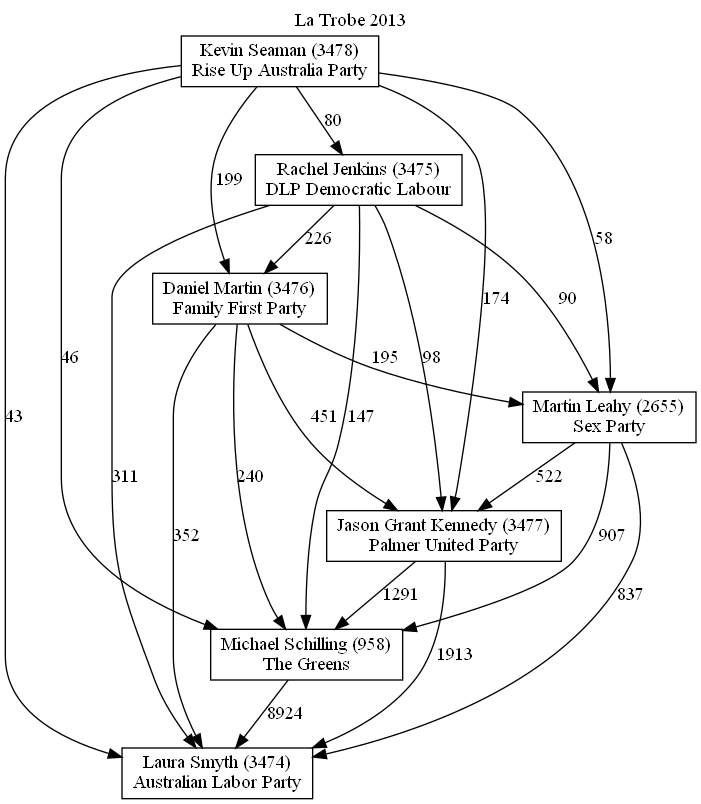 La Trobe 2013
Kevin Seaman (3478)
Rise Up Australia Party
80
Rachel Jenkins (3475)
DLP Democratic Labour
199
226
58
Daniel Martin (3476)
Family First Party
174
90
46
195
98
Martin Leahy (2655)
Sex Party
43
451
147
311
240
522
Jason Grant Kennedy (3477)
Palmer United Party
352
907
1291
837
Michael Schilling (958)
The Greens
1913
8924
Laura Smyth (3474)
Australian Labor Party